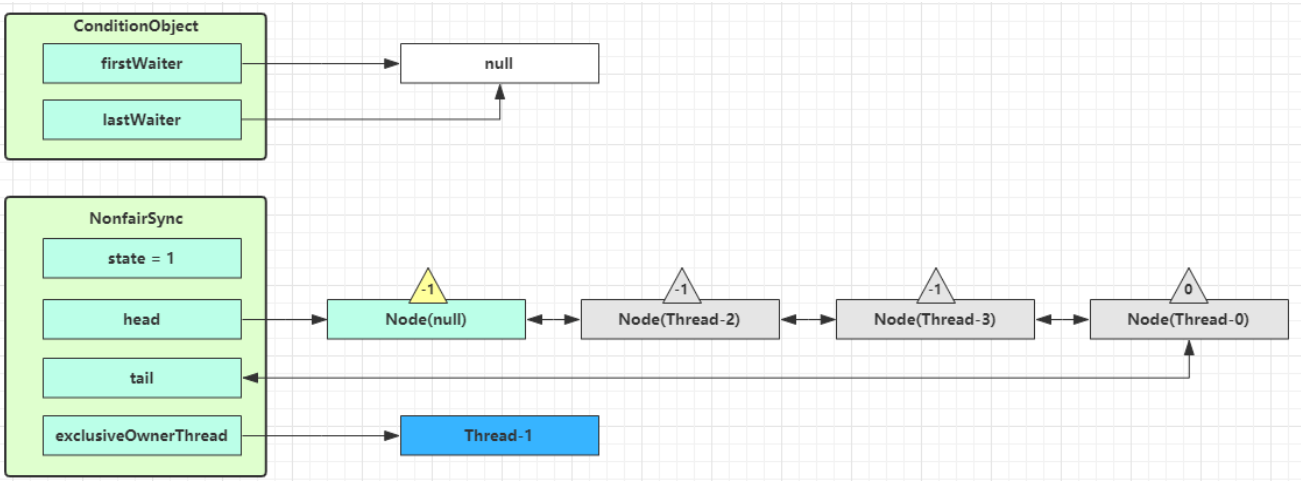 ConditionObject
firstWaiter
null
lastWaiter
NonfairSync
state = 1
-1
-1
-1
0
head
Node(null)
Node(Thread-2)
Node(Thread-3)
Node(Thread-0)
tail
exclusiveOwnerThread
Thread-1